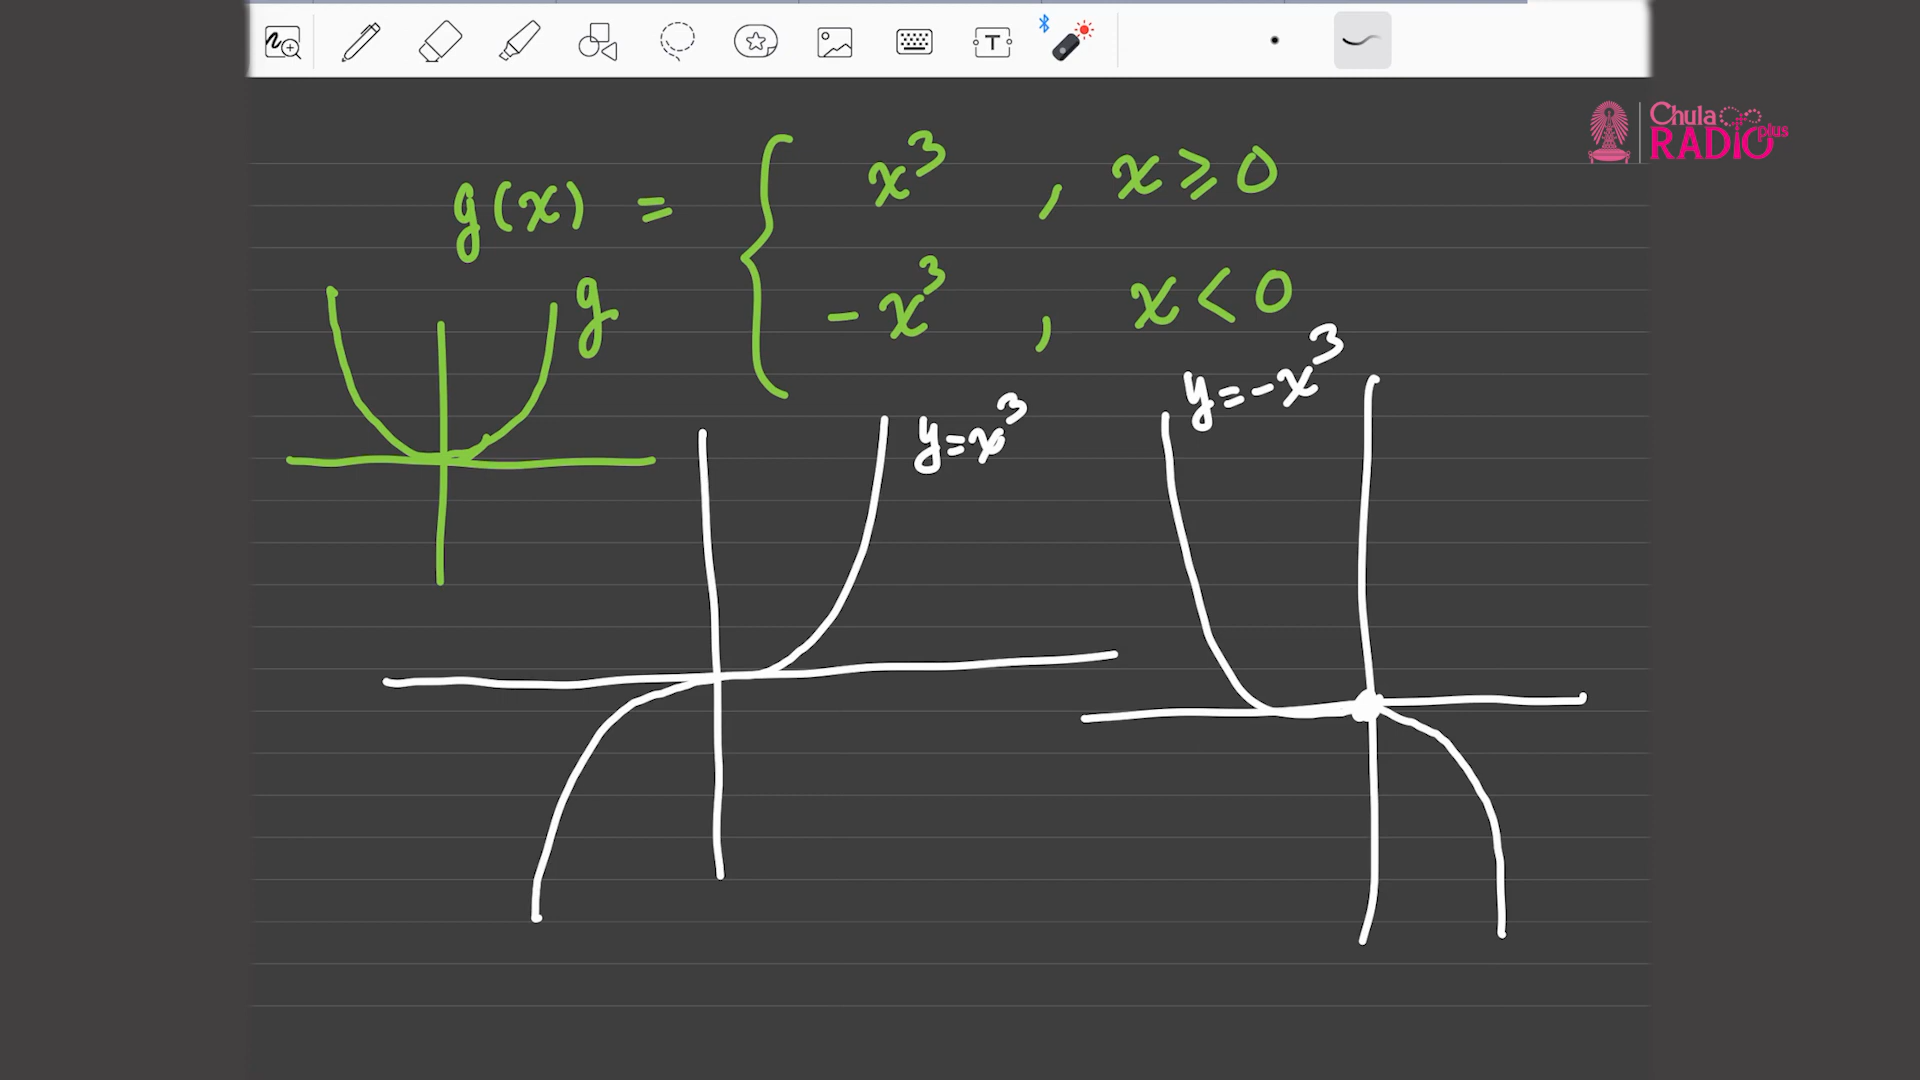 T
Chula
RADIO plus
g(x) = { x³ , x ≥ 0
-x³ , x < 0
g
y = x³
y = -x³